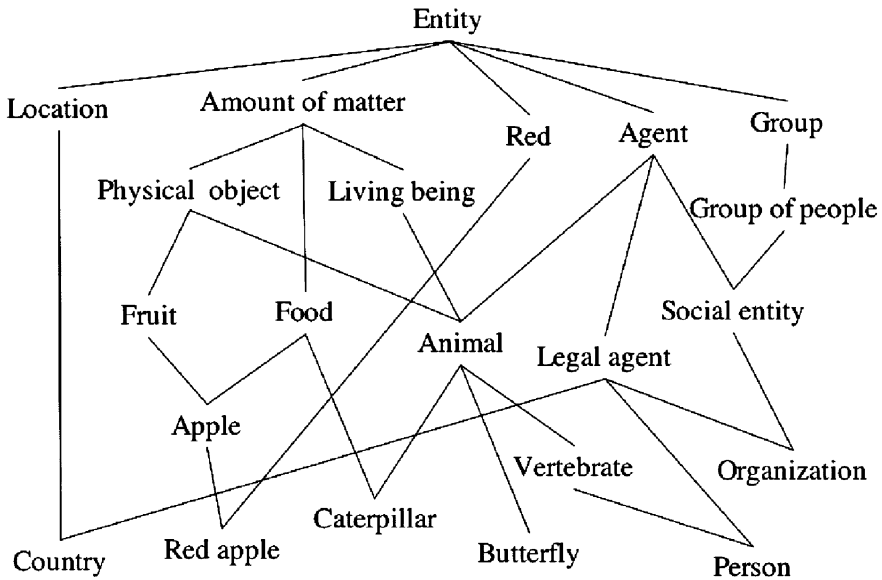 Entity
Location
Amount of matter
Red
Agent
Group
Physical object
Living being
Group of people
Fruit
Food
Animal
Legal agent
Social entity
Apple
Vertebrate
Organization
Country
Red apple
Caterpillar
Butterfly
Person